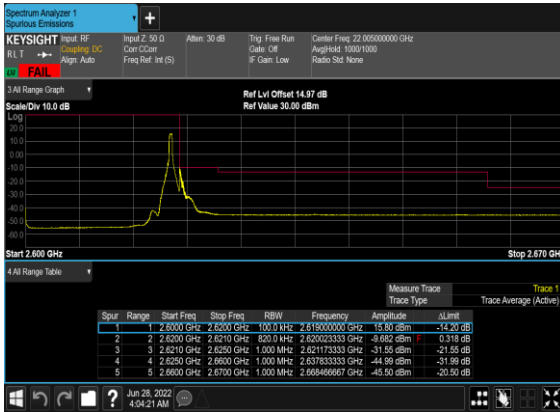 Spectrum Analyzer 1
Spurious Emissions
+
KEYSIGHT Input: RF Input Z: 50 Ω Atten: 30 dB Trig: Free Run Center Freq: 22.005000000 GHz
RLT Coupling: DC Corr CCorr Gate: Off Avg|Hold: 1000/1000
Align: Auto Freq Ref: Int (S) IF Gain: Low Radio Std: None
FAIL
3 All Range Graph
Ref Lvl Offset 14.97 dB
Scale/Div 10.0 dB Ref Value 30.00 dBm
Log
20.0
10.0
0.00
-10.0
-20.0
-30.0
-40.0
-50.0
-60.0
Start 2.600 GHz Stop 2.670 GH
4 All Range Table
Measure Trace Trace 1
Trace Type Trace Average (Active)
Spur Range Start Freq Stop Freq RBW Frequency Amplitude ΔLimit
1 1 2.6000 GHz 2.6200 GHz 100.0 kHz 2.619000000 GHz 15.80 dBm -14.20 dB
2 2 2.6200 GHz 2.6210 GHz 820.0 kHz 2.620023333 GHz -9.682 dBm F 0.318 dB
3 3 2.6210 GHz 2.6250 GHz 1.000 MHz 2.621173333 GHz -31.55 dBm -21.55 dB
4 4 2.6250 GHz 2.6600 GHz 1.000 MHz 2.637833333 GHz -44.99 dBm -31.99 dB
5 5 2.6600 GHz 2.6700 GHz 1.000 MHz 2.668466667 GHz -45.50 dBm -20.50 dB
? Jun 28, 2022
4:04:21 AM